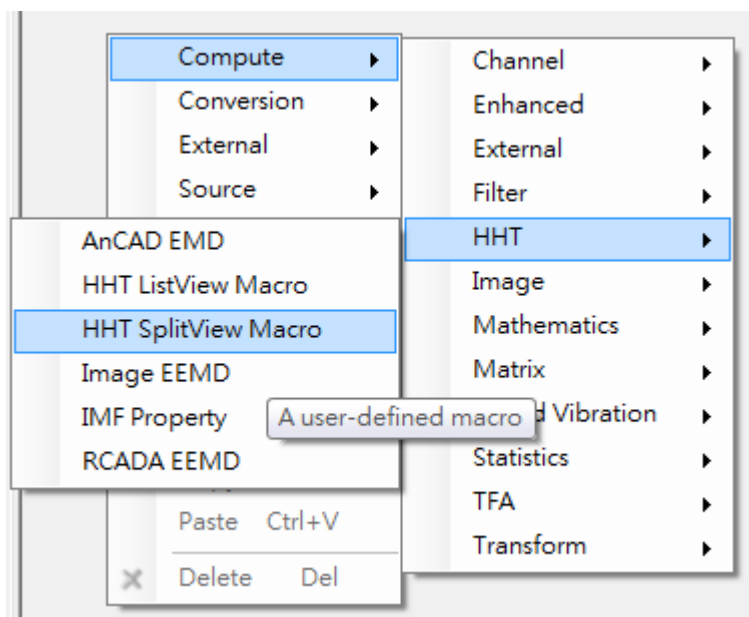 Compute
Conversion
External
Source
Paste Ctrl+V
Delete Del
Channel
Enhanced
External
Filter
HHT
Image
Mathematics
Matrix
d Vibration
Statistics
TFA
Transform
AnCAD EMD
HHT ListView Macro
HHT SplitView Macro
Image EEMD
IMF Property
RCADA EEMD
A user-defined macro